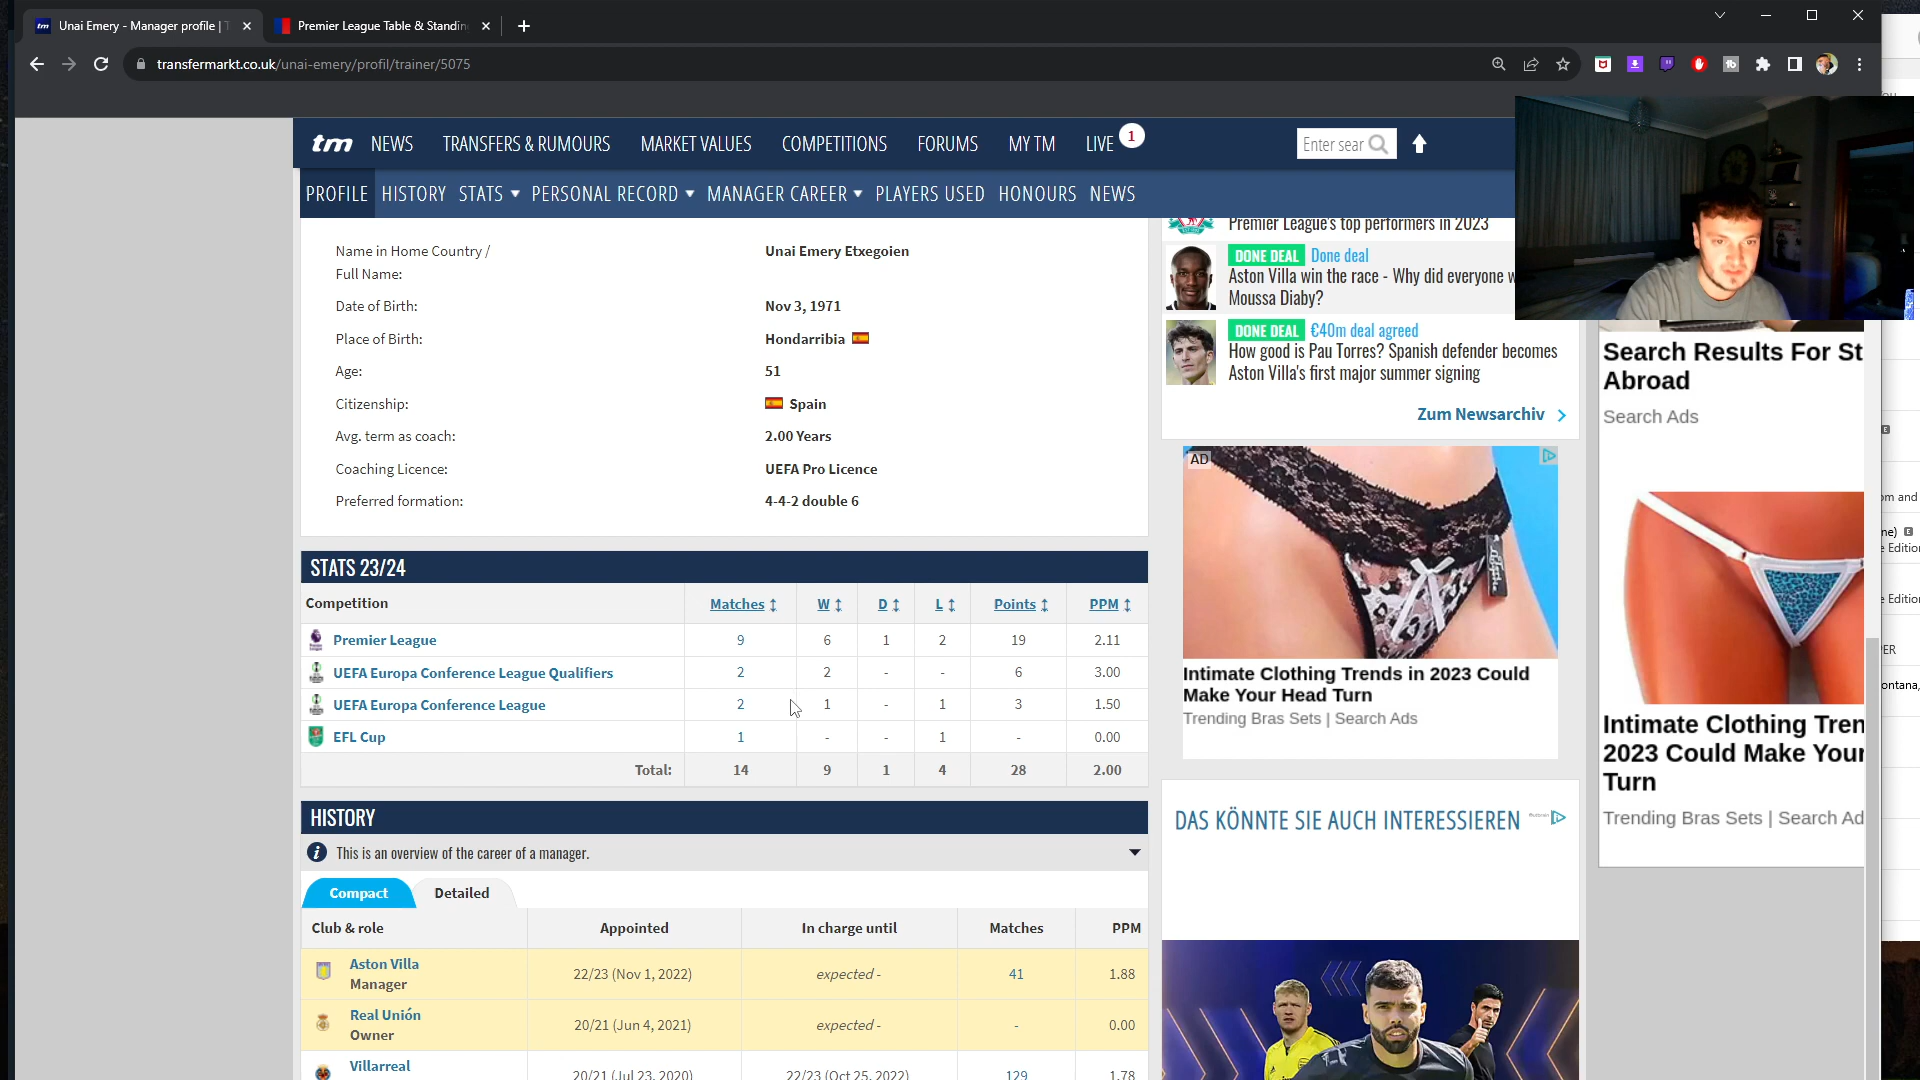 tm Unai Emery - Manager profile | T
Premier League Table & Standin
transfermarkt.co.uk/unai-emery/profil/trainer/5075
tm NEWS TRANSFERS & RUMOURS MARKET VALUES COMPETITIONS FORUMS MY TM LIVE 1 Enter sear
PROFILE HISTORY STATS PERSONAL RECORD MANAGER CAREER PLAYERS USED HONOURS NEWS
Name in Home Country / Unai Emery Etxegoien
Full Name:
Date of Birth: Nov 3, 1971
Place of Birth: Hondarribia
Age: 51
Citizenship: Spain
Avg. term as coach: 2.00 Years
Coaching Licence: UEFA Pro Licence
Preferred formation: 4-4-2 double 6
STATS 23/24
Competition Matches W D L Points PPM
Premier League 9 6 1 2 19 2.11
UEFA Europa Conference League Qualifiers 2 2 - - 6 3.00
UEFA Europa Conference League 2 1 - 1 3 1.50
EFL Cup 1 - - 1 - 0.00
Total: 14 9 1 4 28 2.00
HISTORY
This is an overview of the career of a manager.
Compact Detailed
Club & role Appointed In charge until Matches PPM
Aston Villa
Manager 22/23 (Nov 1, 2022) expected - 41 1.88
Real Unión
Owner 20/21 (Jun 4, 2021) expected - - 0.00
Villarreal
20/21 (Jul 23, 2020) 22/23 (Oct 25, 2022) 129 1.78
Premier League's top performers in 2023
DONE DEAL Done deal
Aston Villa win the race - Why did everyone w
Moussa Diaby?
DONE DEAL €40m deal agreed
How good is Pau Torres? Spanish defender becomes
Aston Villa's first major summer signing
Zum Newsarchiv
AD
Intimate Clothing Trends in 2023 Could
Make Your Head Turn
Trending Bras Sets | Search Ads
DAS KÖNNTE SIE AUCH INTERESSIEREN
Search Results For St
Abroad
Search Ads
Intimate Clothing Tren
2023 Could Make Your
Turn
Trending Bras Sets | Search Ad
om and
ne) E
e Editio
e Editio
PER
ontana,